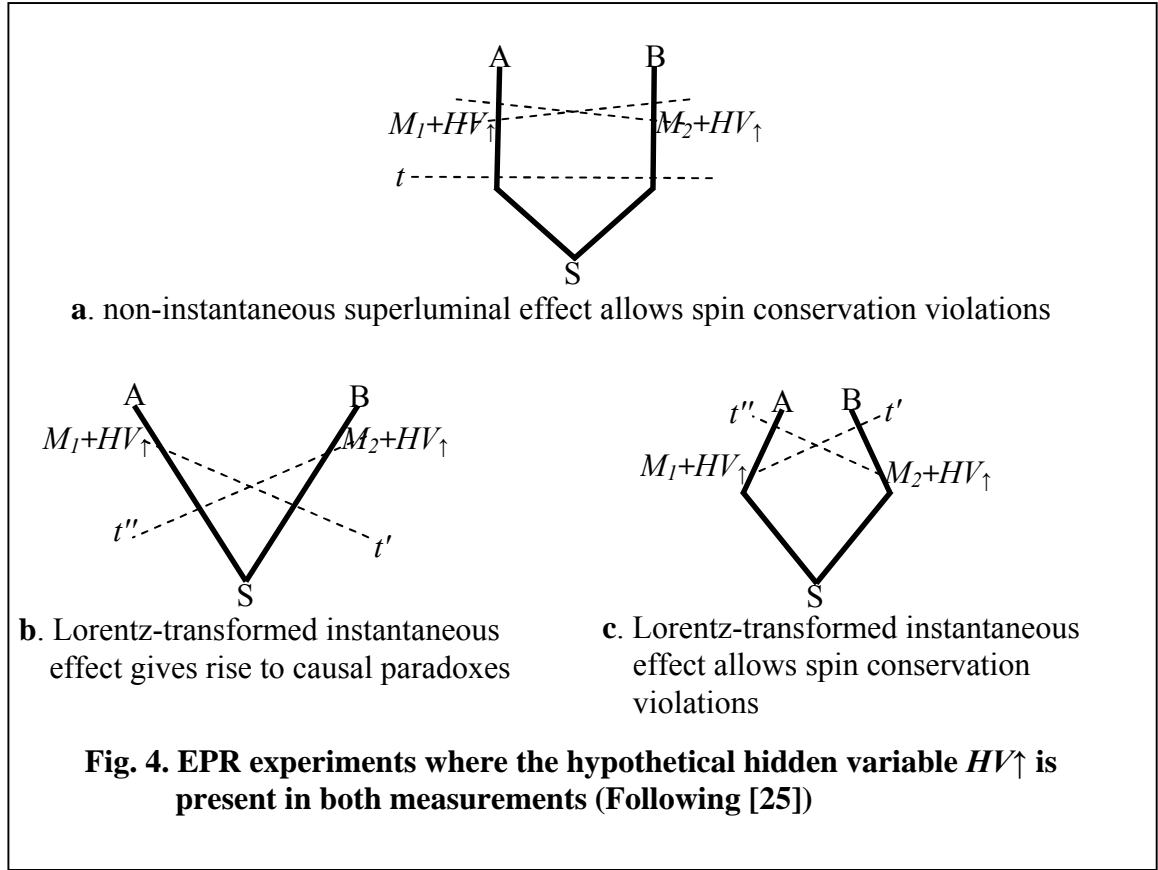 A B
M₁+HV↑ M₂+HV↑
t
S
a. non-instantaneous superluminal effect allows spin conservation violations
A B
M₁+HV↑ M₂+HV↑
t″ t′
S
b. Lorentz-transformed instantaneous
effect gives rise to causal paradoxes
t″ A B t′
M₁+HV↑ M₂+HV↑
S
c. Lorentz-transformed instantaneous
effect allows spin conservation
violations
Fig. 4. EPR experiments where the hypothetical hidden variable HV↑ is
present in both measurements (Following [25])